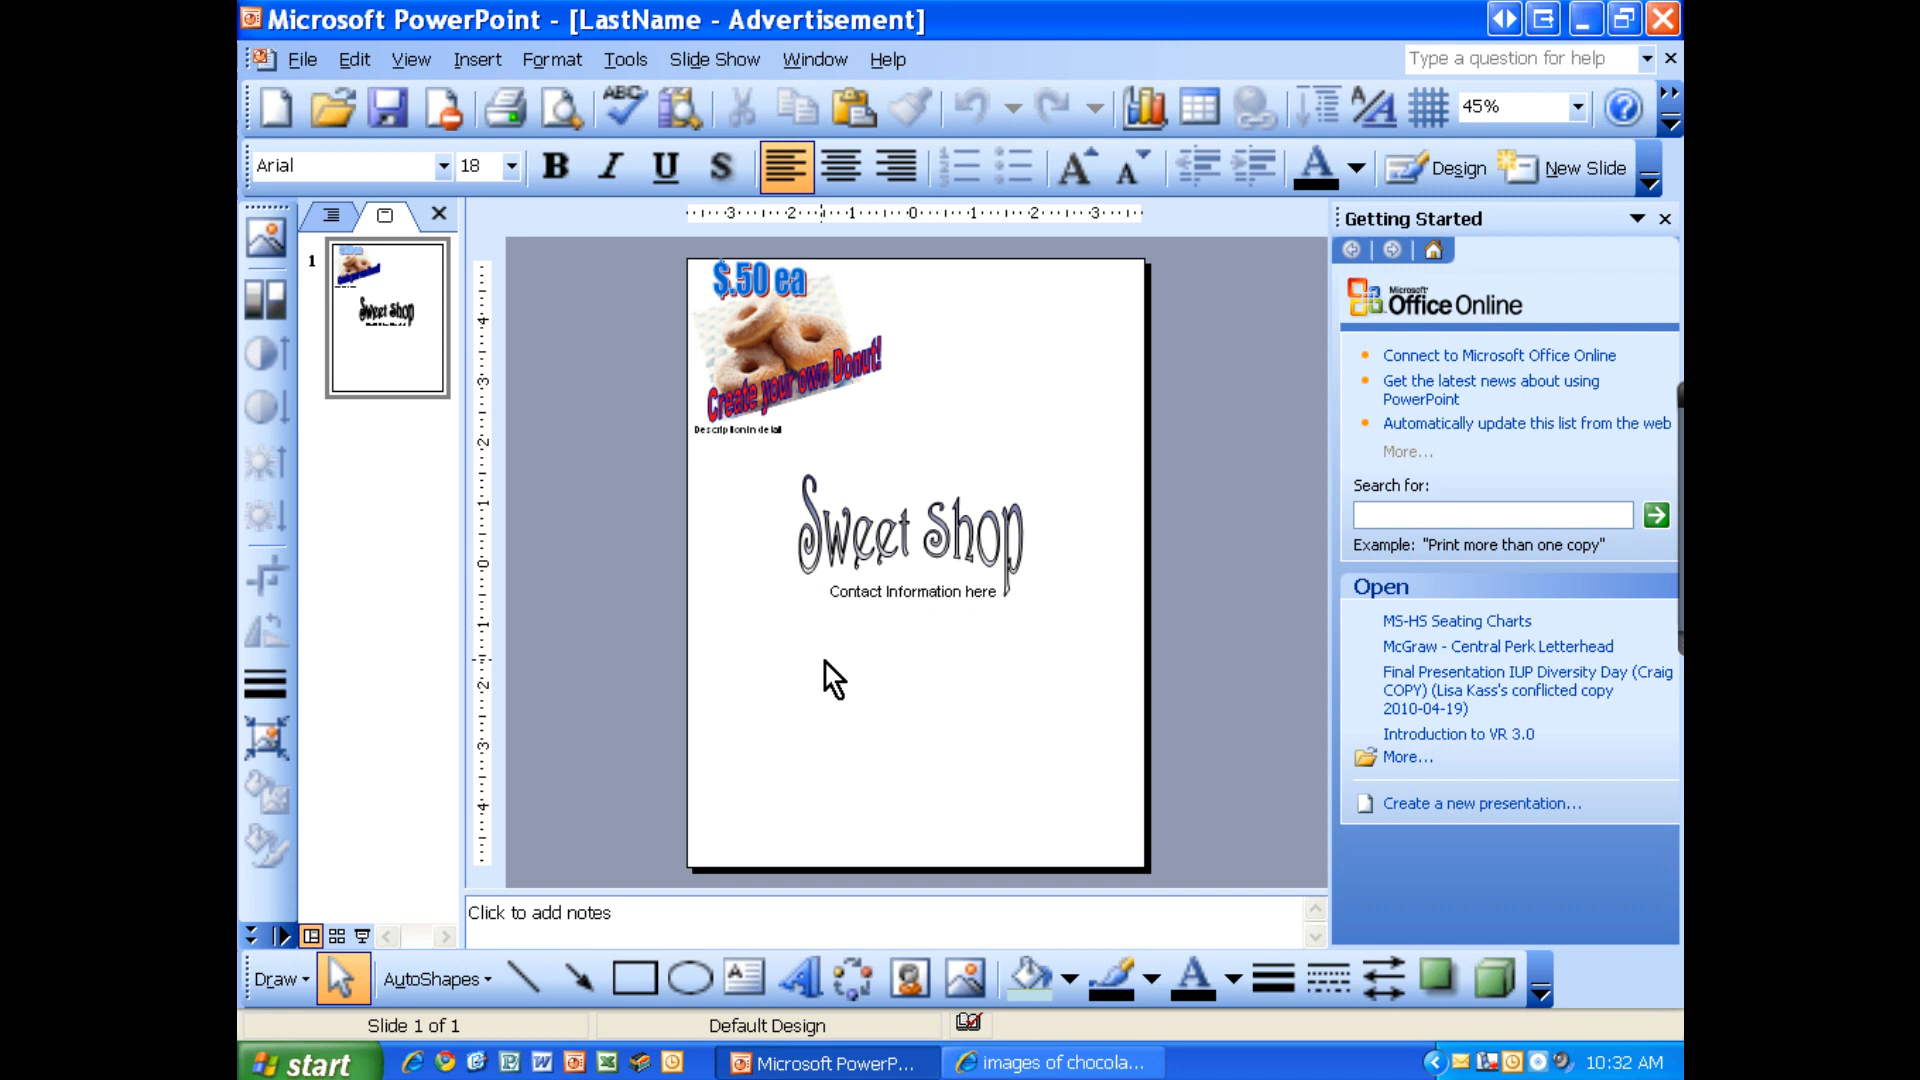 Microsoft PowerPoint - [LastName - Advertisement]
File Edit View Insert Format Tools Slide Show Window Help
Type a question for help
ABC
45%
Arial
18
B I U S
Design
New Slide
Getting Started
1
Microsoft
Office Online
Connect to Microsoft Office Online
Get the latest news about using
PowerPoint
Automatically update this list from the web
More...
Search for:
Example: "Print more than one copy"
Open
MS-HS Seating Charts
McGraw - Central Perk Letterhead
Final Presentation IUP Diversity Day (Craig
COPY) (Lisa Kass's conflicted copy
2010-04-19)
Introduction to VR 3.0
More...
Create a new presentation...
$.50 ea
Create your own Donut!
Description in detail
Sweet Shop
Contact Information here
Click to add notes
Draw
AutoShapes
Slide 1 of 1
Default Design
start
Microsoft PowerP...
images of chocola...
10:32 AM